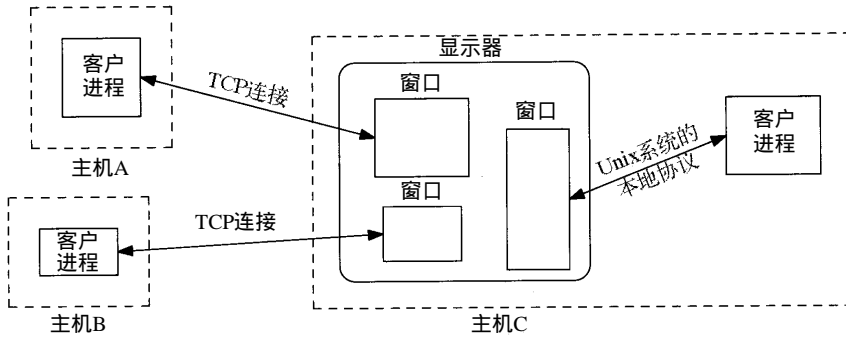 显示器
客户
进程
TCP连接
窗口
窗口
客户
进程
Unix系统的
本地协议
主机A
窗口
TCP连接
客户
进程
主机B
主机C